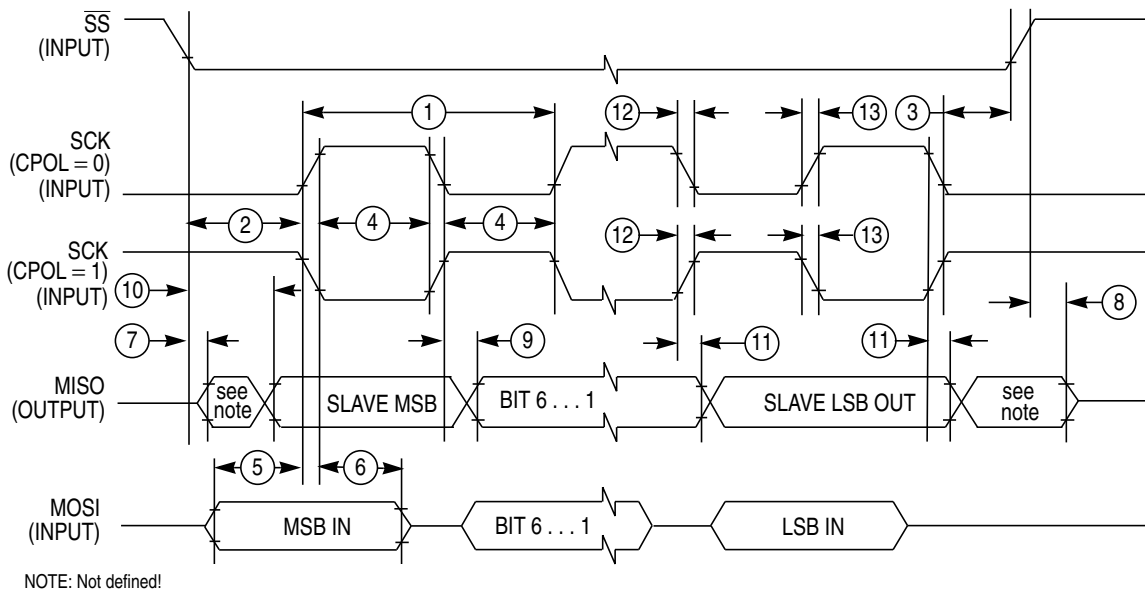 SS
(INPUT)
1
12
13
3
SCK
(CPOL = 0)
(INPUT)
2
4
4
SCK
(CPOL = 1)
(INPUT)
12
13
10
8
7
9
11
11
MISO
(OUTPUT)
see
note
SLAVE MSB
BIT 6 . . . 1
SLAVE LSB OUT
see
note
5
6
MOSI
(INPUT)
MSB IN
BIT 6 . . . 1
LSB IN
NOTE: Not defined!